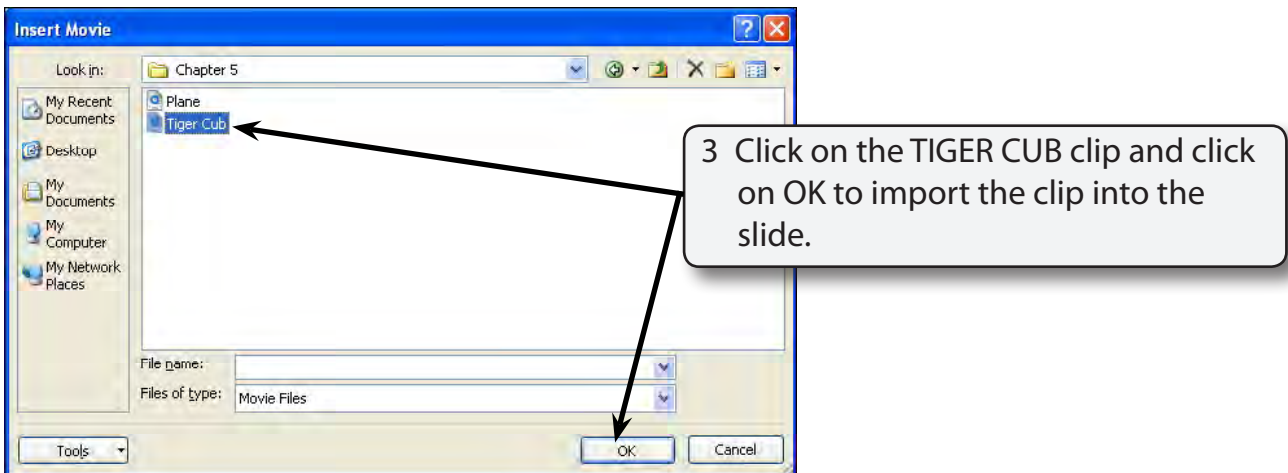 Insert Movie
Look in:
Chapter 5
My Recent
Documents
Desktop
My
Documents
My
Computer
My Network
Places
Plane
Tiger Cub
3 Click on the TIGER CUB clip and click
on OK to import the clip into the
slide.
File name:
Files of type:
Movie Files
Tools
OK
Cancel